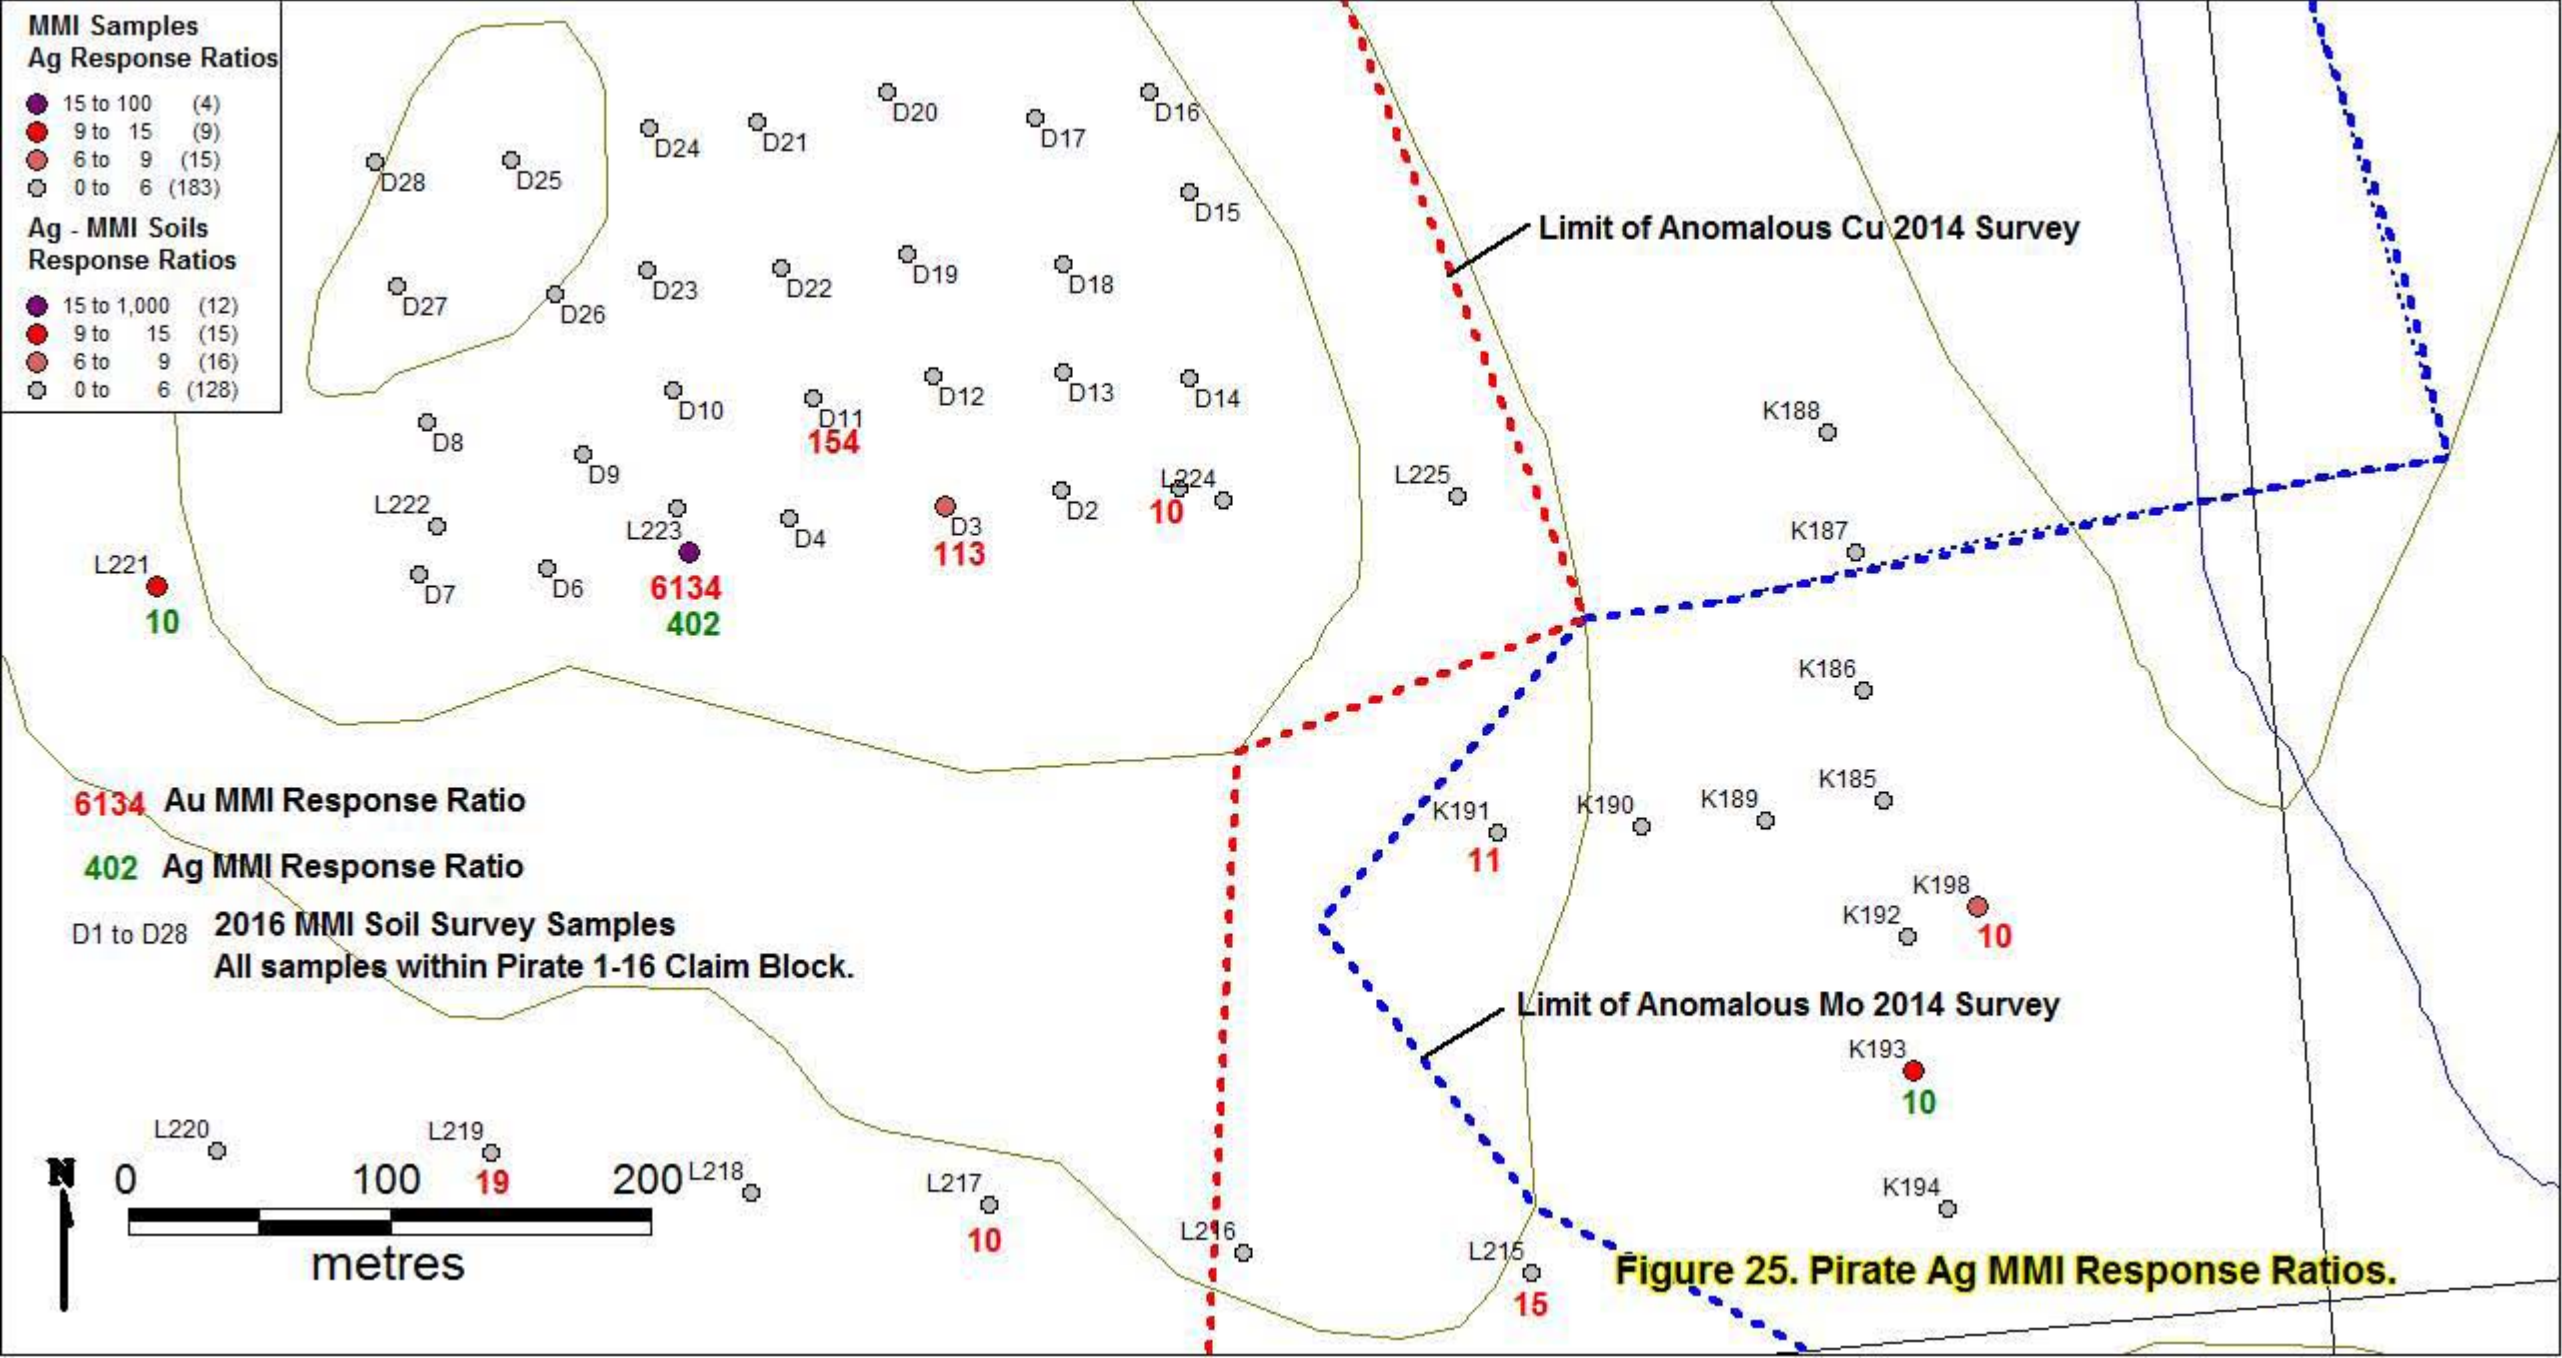 MMI Samples
Ag Response Ratios
15 to 100 (4)
9 to 15 (9)
6 to 9 (15)
0 to 6 (183)
Ag - MMI Soils
Response Ratios
15 to 1,000 (12)
9 to 15 (15)
6 to 9 (16)
0 to 6 (128)
D20
D16
D24
D21
D17
D28
D25
D15
Limit of Anomalous Cu 2014 Survey
D19
D18
D23
D22
D27
D26
D10
D11
154
D12
D13
D14
K188
D8
D9
L222
L223
D4
D3
113
D2
L224
10
L225
K187
L221
10
D7
D6
6134
402
K186
6134 Au MMI Response Ratio
402 Ag MMI Response Ratio
D1 to D28 2016 MMI Soil Survey Samples
All samples within Pirate 1-16 Claim Block.
K191
11
K190
K189
K185
K198
10
K192
Limit of Anomalous Mo 2014 Survey
K193
10
K194
L220
L219
19
L218
L217
10
L216
L215
15
N
0 100 200
metres
Figure 25. Pirate Ag MMI Response Ratios.